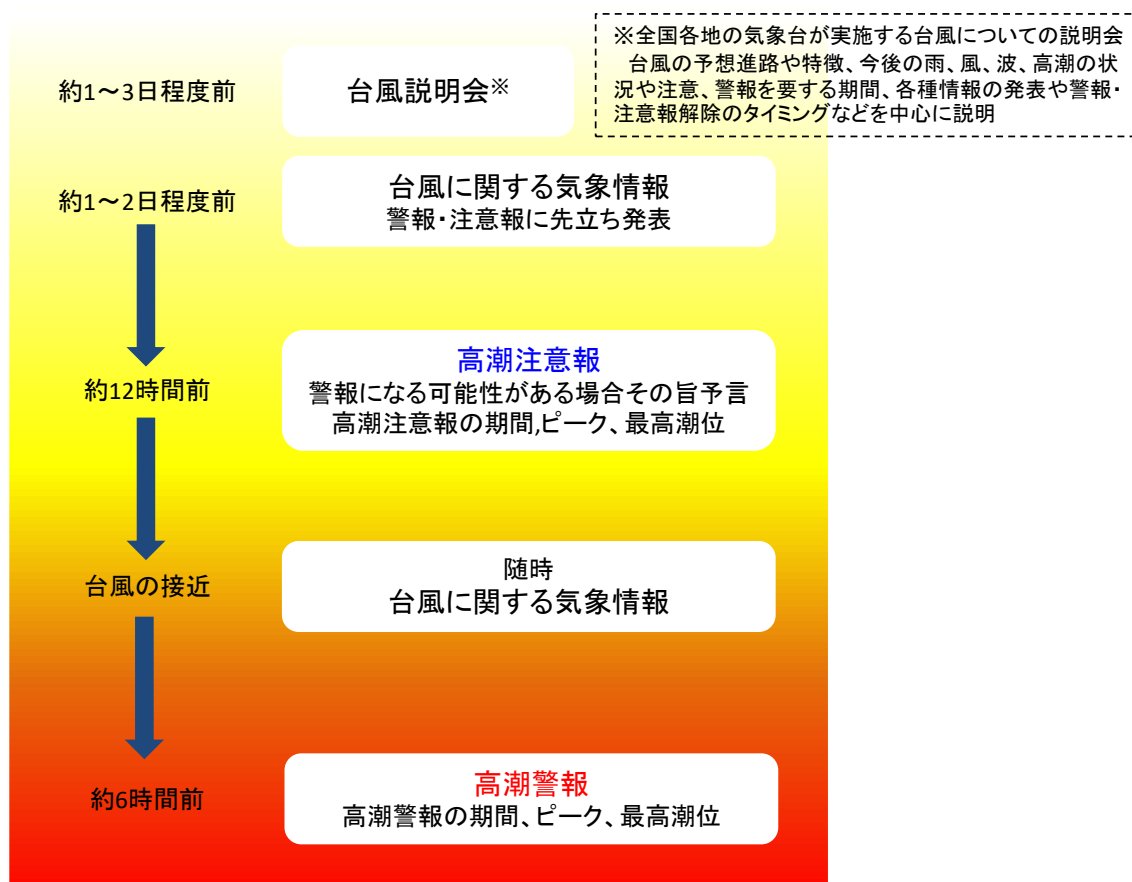 ※全国各地の気象台が実施する台風についての説明会
台風の予想進路や特徴、今後の雨、風、波、高潮の状
況や注意、警報を要する期間、各種情報の発表や警報・
注意報解除のタイミングなどを中心に説明
約1～3日程度前
台風説明会※
約1～2日程度前
台風に関する気象情報
警報・注意報に先立ち発表
約12時間前
高潮注意報
警報になる可能性がある場合その旨予言
高潮注意報の期間,ピーク、最高潮位
台風の接近
随時
台風に関する気象情報
約6時間前
高潮警報
高潮警報の期間、ピーク、最高潮位